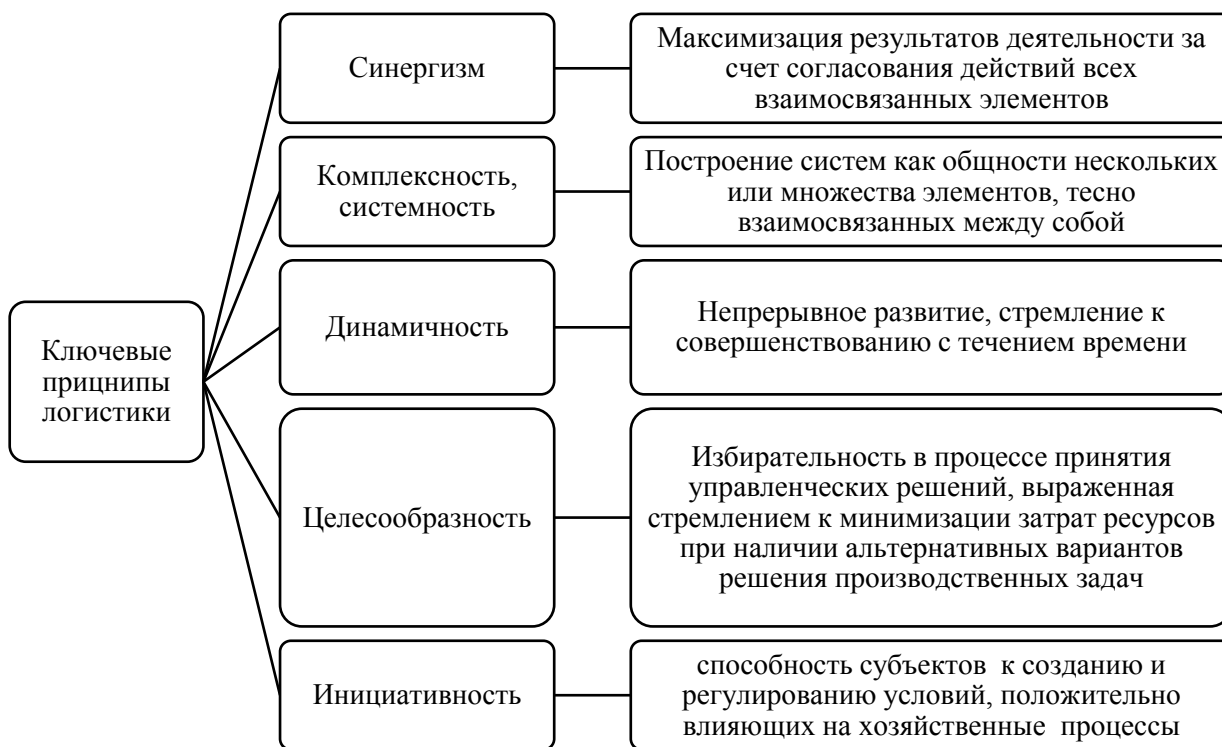 Синергизм
Максимизация результатов деятельности за
счет согласования действий всех
взаимосвязанных элементов
Комплексность,
системность
Построение систем как общности нескольких
или множества элементов, тесно
взаимосвязанных между собой
Ключевые
прицнипы
логистики
Динамичность
Непрерывное развитие, стремление к
совершенствованию с течением времени
Целесообразность
Избирательность в процессе принятия
управленческих решений, выраженная
стремлением к минимизации затрат ресурсов
при наличии альтернативных вариантов
решения производственных задач
Инициативность
способность субъектов к созданию и
регулированию условий, положительно
влияющих на хозяйственные процессы